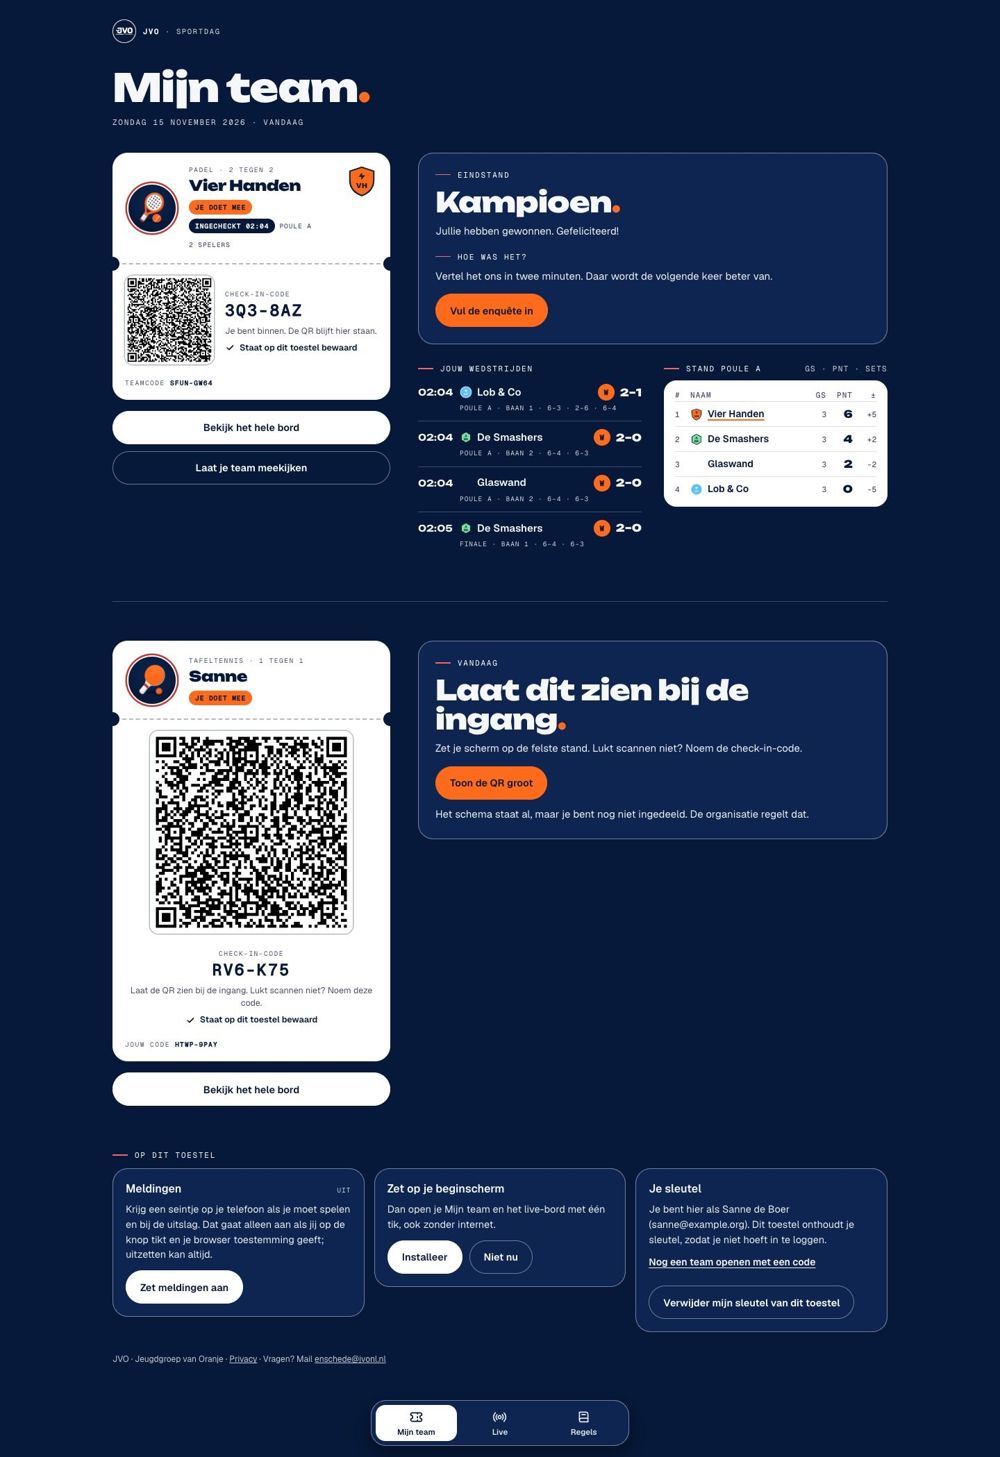 JVO JVO · SPORTDAG
Mijn team.
ZONDAG 15 NOVEMBER 2026 · VANDAAG
PADEL · 2 TEGEN 2
Vier Handen
VH
JE DOET MEE
INGECHECKT 02:04 POULE A
2 SPELERS
CHECK-IN-CODE
3Q3-8AZ
Je bent binnen. De QR blijft hier staan.
Staat op dit toestel bewaard
TEAMCODE SFUN-GW64
Bekijk het hele bord
Laat je team meekijken
EINDSTAND
Kampioen.
Jullie hebben gewonnen. Gefeliciteerd!
HOE WAS HET?
Vertel het ons in twee minuten. Daar wordt de volgende keer beter van.
Vul de enquête in
JOUW WEDSTRIJDEN
02:04 Lob & Co W 2–1
POULE A · BAAN 1 · 6-3 · 2-6 · 6-4
02:04 De Smashers W 2–0
POULE A · BAAN 2 · 6-4 · 6-3
02:04 Glaswand W 2–0
POULE A · BAAN 2 · 6-4 · 6-3
02:05 De Smashers W 2–0
FINALE · BAAN 1 · 6-4 · 6-3
STAND POULE A GS · PNT · SETS
# NAAM GS PNT ±
1 Vier Handen 3 6 +5
2 De Smashers 3 4 +2
3 Glaswand 3 2 -2
4 Lob & Co 3 0 -5
TAFELTENNIS · 1 TEGEN 1
Sanne
JE DOET MEE
CHECK-IN-CODE
RV6-K75
Laat de QR zien bij de ingang. Lukt scannen niet? Noem deze
code.
Staat op dit toestel bewaard
JOUW CODE HTWP-9PAY
Bekijk het hele bord
VANDAAG
Laat dit zien bij de
ingang.
Zet je scherm op de felste stand. Lukt scannen niet? Noem de check-in-code.
Toon de QR groot
Het schema staat al, maar je bent nog niet ingedeeld. De organisatie regelt dat.
OP DIT TOESTEL
Meldingen UIT
Krijg een seintje op je telefoon als je moet spelen
en bij de uitslag. Dat gaat alleen aan als jij op de
knop tikt en je browser toestemming geeft;
uitzetten kan altijd.
Zet meldingen aan
Zet op je beginscherm
Dan open je Mijn team en het live-bord met één
tik, ook zonder internet.
Installeer Niet nu
Je sleutel
Je bent hier als Sanne de Boer
(sanne@example.org). Dit toestel onthoudt je
sleutel, zodat je niet hoeft in te loggen.
Nog een team openen met een code
Verwijder mijn sleutel van dit toestel
JVO · Jeugdgroep van Oranje · Privacy · Vragen? Mail enschede@jvonl.nl
Mijn team Live Regels